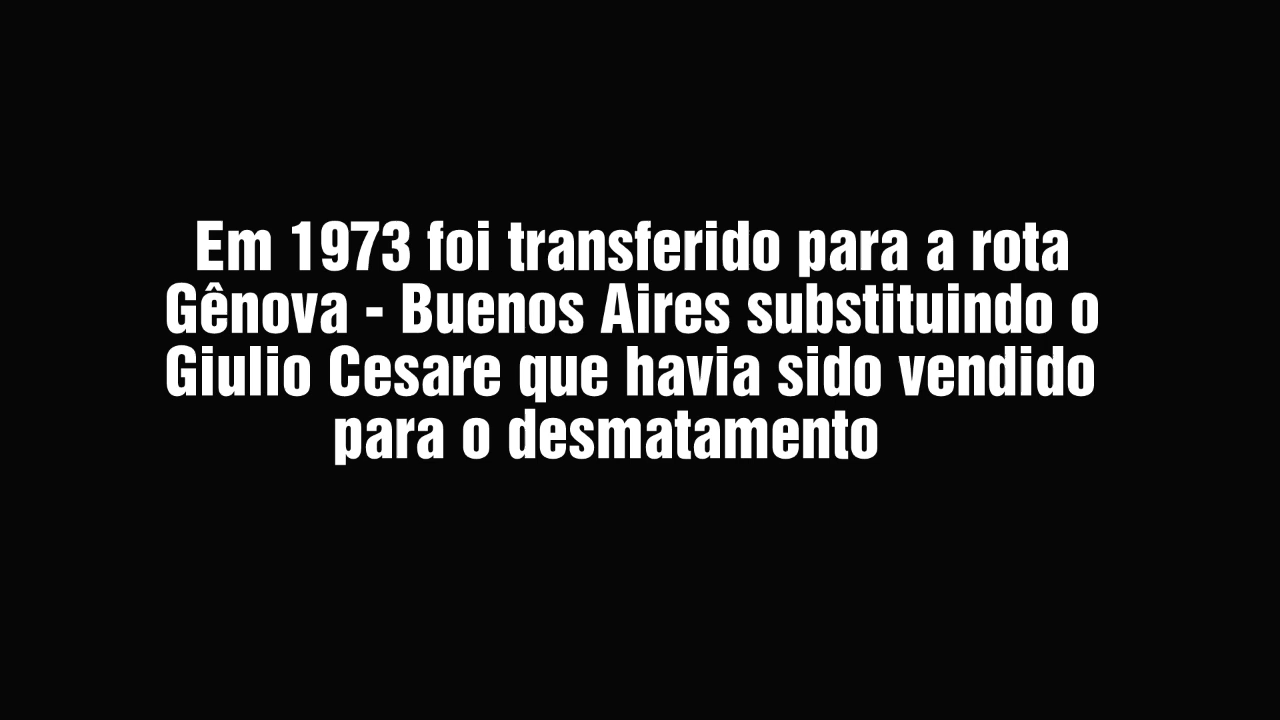 Em 1973 foi transferido para a rota
Gênova - Buenos Aires substituindo o
Giulio Cesare que havia sido vendido
para o desmatamento